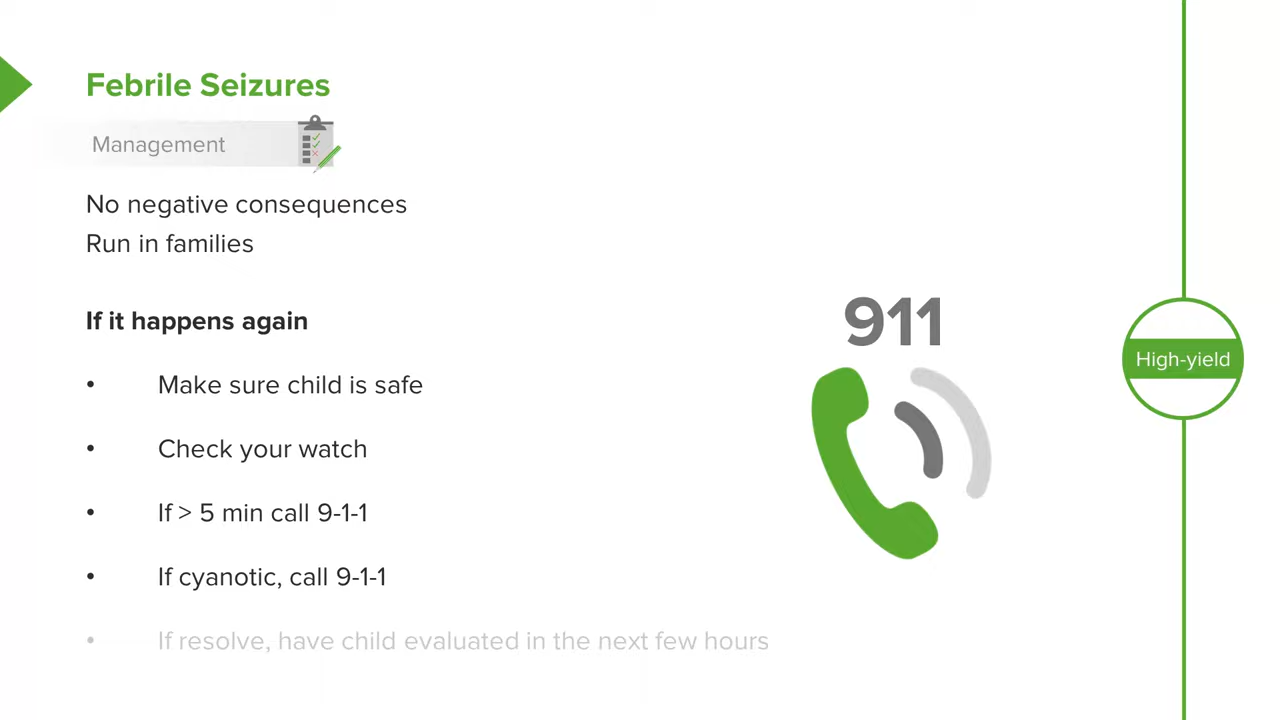 Febrile Seizures
Management
No negative consequences
Run in families
If it happens again
• Make sure child is safe
• Check your watch
• If > 5 min call 9-1-1
• If cyanotic, call 9-1-1
• If resolve, have child evaluated in the next few hours
911
High-yield